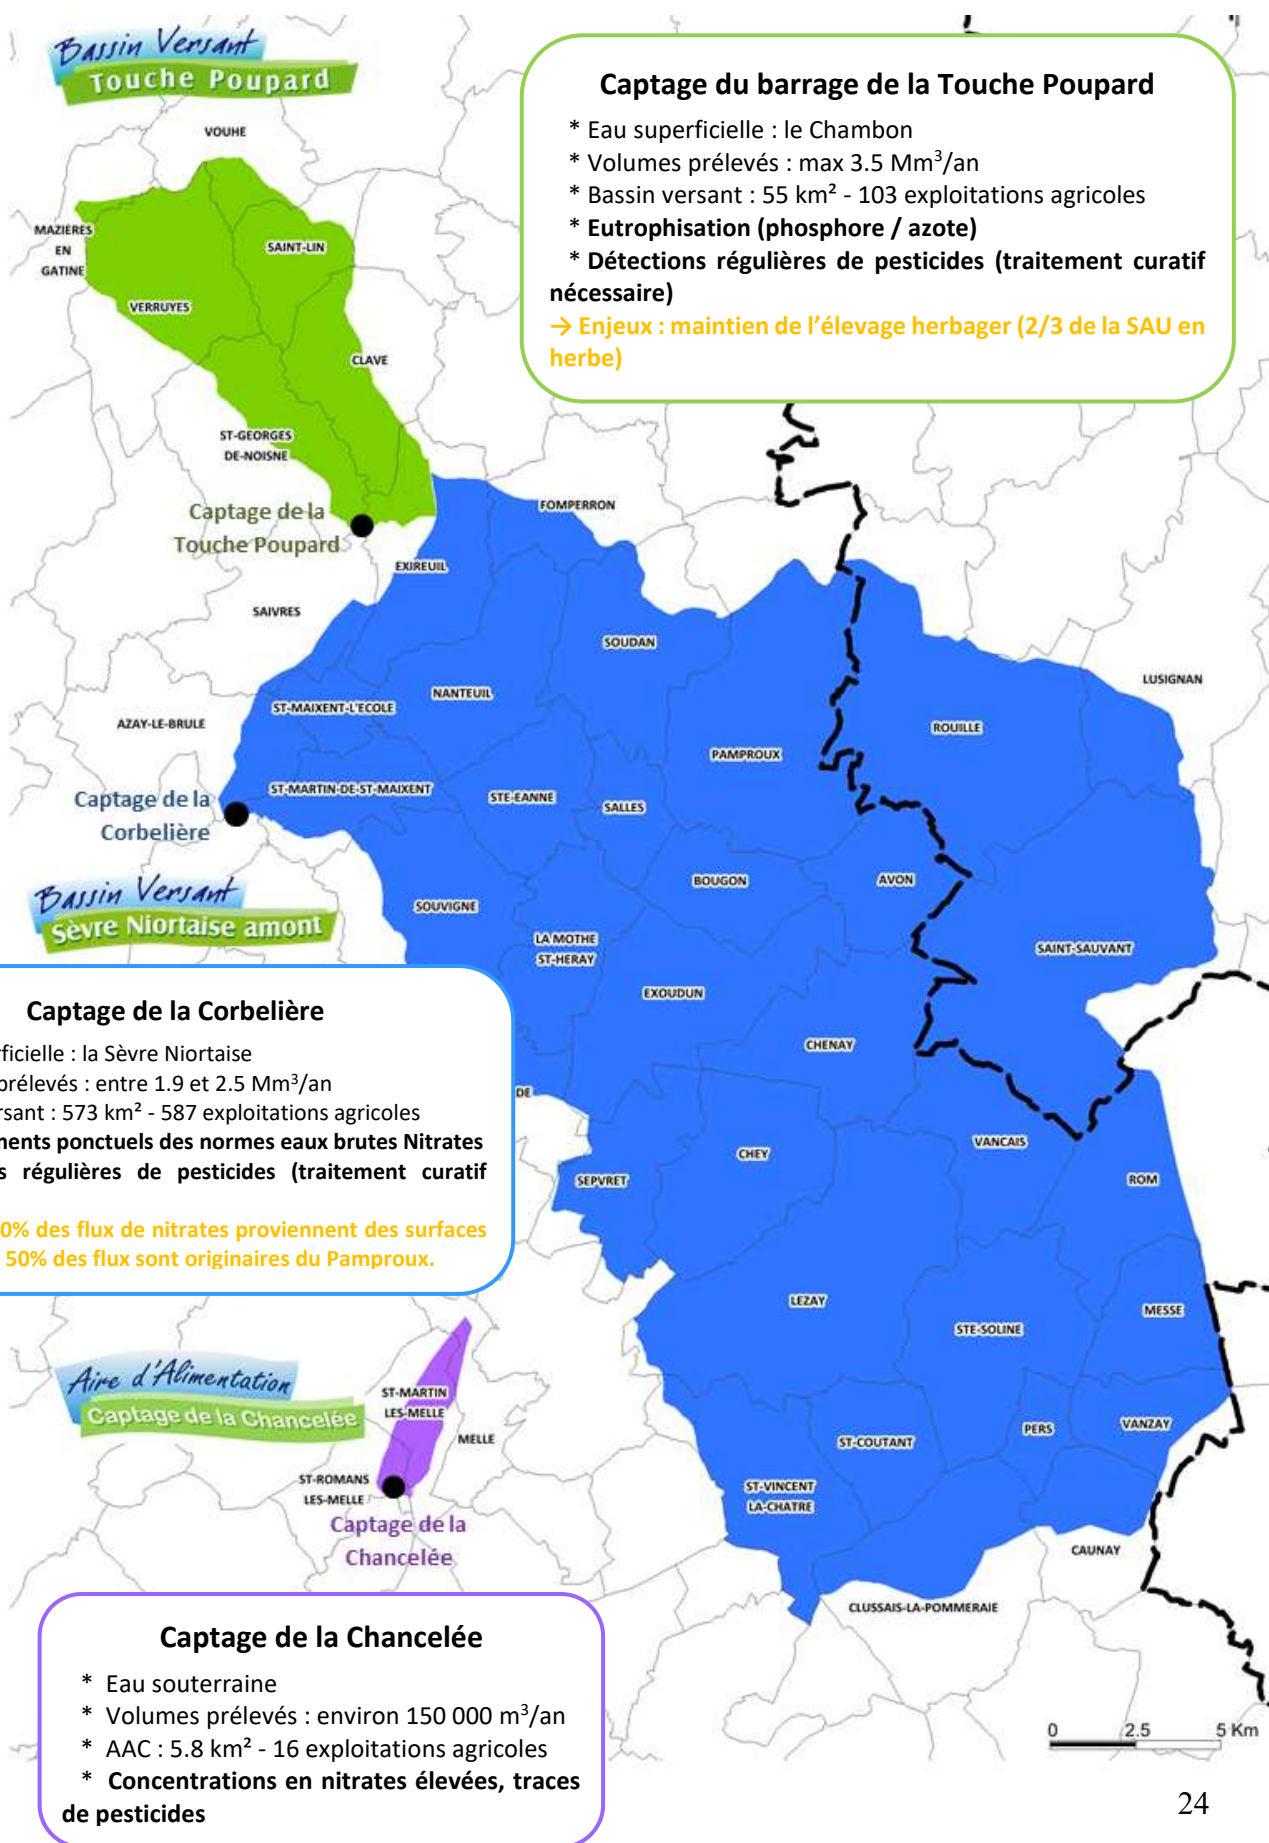 Bassin Versant
Touche Poupard
Captage du barrage de la Touche Poupard
* Eau superficielle : le Chambon
* Volumes prélevés : max 3.5 Mm³/an
* Bassin versant : 55 km² - 103 exploitations agricoles
* Eutrophisation (phosphore / azote)
* Détections régulières de pesticides (traitement curatif
nécessaire)
→ Enjeux : maintien de l'élevage herbager (2/3 de la SAU en
herbe)
VOUHE
MAZIERES
EN
GATINE
SAINT-LIN
VERRUYES
CLAVE
ST-GEORGES
DE-NOISNE
Captage de la
Touche Poupard
FOMPERRON
EXIREUIL
SAIVRES
SOUDAN
LUSIGNAN
NANTEUIL
ST-MAIXENT-L'ECOLE
AZAY-LE-BRULE
ROUILLE
PAMPROUX
ST-MARTIN-DE-ST-MAIXENT
STE-EANNE
SALLES
Captage de la
Corbelière
BOUGON
AVON
Bassin Versant
Sèvre Niortaise amont
SOUVIGNE
LA MOTHE
ST-HERAY
SAINT-SAUVANT
EXOUDUN
CHENAY
Captage de la Corbelière
ficielle : la Sèvre Niortaise
prélevés : entre 1.9 et 2.5 Mm³/an
rsant : 573 km² - 587 exploitations agricoles
ments ponctuels des normes eaux brutes Nitrates
s régulières de pesticides (traitement curatif
0% des flux de nitrates proviennent des surfaces
50% des flux sont originaires du Pamproux.
DE
VANCAIS
CHEY
SEPVRET
ROM
LEZAY
MESSE
STE-SOLINE
Aire d'Alimentation
Captage de la Chancelée
ST-MARTIN
LES-MELLE
MELLE
PERS
VANZAY
ST-COUTANT
ST-ROMANS
LES-MELLE
ST-VINCENT
LA-CHATRE
Captage de la
Chancelée
CAUNAY
CLUSSAIS-LA-POMMERAIE
Captage de la Chancelée
* Eau souterraine
* Volumes prélevés : environ 150 000 m³/an
* AAC : 5.8 km² - 16 exploitations agricoles
* Concentrations en nitrates élevées, traces
de pesticides
0 2.5 5 Km
24